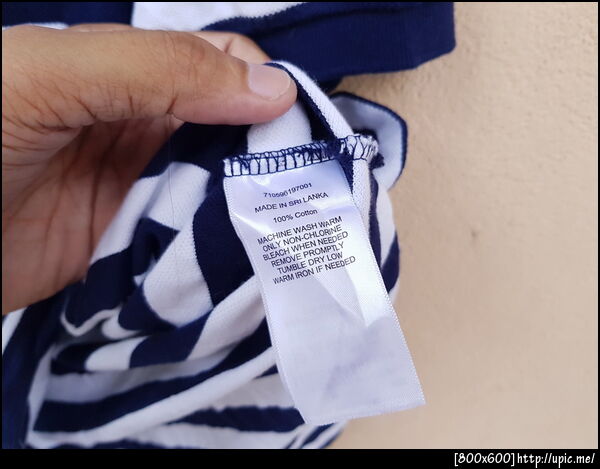 710590197001
MADE IN SRI LANKA
100% Cotton
MACHINE WASH WARM
ONLY NON-CHLORINE
BLEACH WHEN NEEDED
REMOVE PROMPTLY
TUMBLE DRY LOW
WARM IRON IF NEEDED
[800x600]http://upic.me/